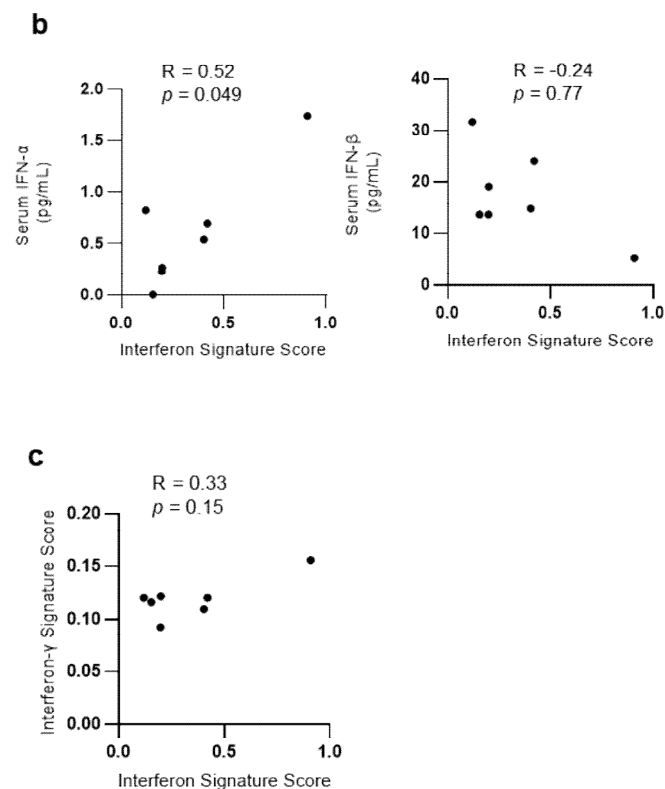 b
R = 0.52
p = 0.049
2.0
1.5
1.0
0.5
0.0
Serum IFN-α
(pg/mL)
0.0 0.5 1.0
Interferon Signature Score
R = -0.24
p = 0.77
40
30
20
10
0
Serum IFN-β
(pg/mL)
0.0 0.5 1.0
Interferon Signature Score
c
R = 0.33
p = 0.15
0.20
0.15
0.10
0.05
0.00
Interferon-γ Signature Score
0.0 0.5 1.0
Interferon Signature Score